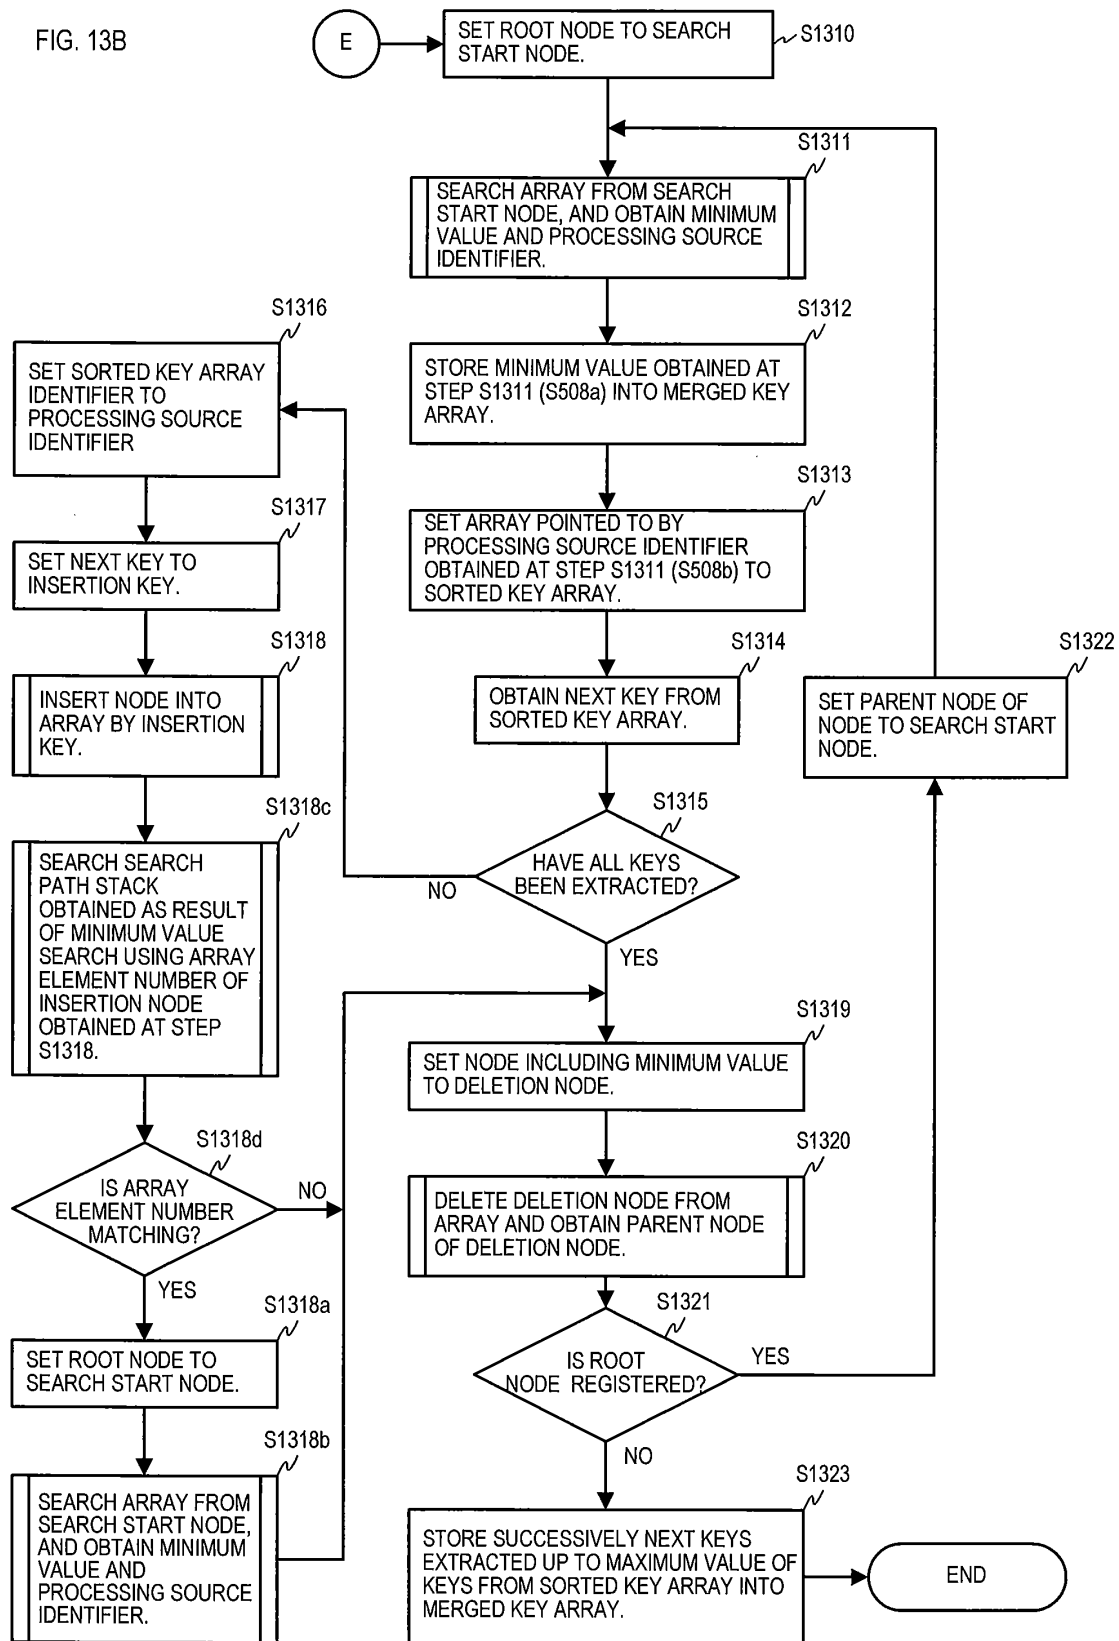 FIG. 13B
E
SET ROOT NODE TO SEARCH
START NODE.
S1310
S1311
SEARCH ARRAY FROM SEARCH
START NODE, AND OBTAIN MINIMUM
VALUE AND PROCESSING SOURCE
IDENTIFIER.
S1312
STORE MINIMUM VALUE OBTAINED AT
STEP S1311 (S508a) INTO MERGED KEY
ARRAY.
S1313
SET ARRAY POINTED TO BY
PROCESSING SOURCE IDENTIFIER
OBTAINED AT STEP S1311 (S508b) TO
SORTED KEY ARRAY.
S1314
OBTAIN NEXT KEY FROM
SORTED KEY ARRAY.
S1315
HAVE ALL KEYS
BEEN EXTRACTED?
NO
YES
S1316
SET SORTED KEY ARRAY
IDENTIFIER TO
PROCESSING SOURCE
IDENTIFIER
S1317
SET NEXT KEY TO
INSERTION KEY.
S1318
INSERT NODE INTO
ARRAY BY INSERTION
KEY.
S1318c
SEARCH SEARCH
PATH STACK
OBTAINED AS RESULT
OF MINIMUM VALUE
SEARCH USING ARRAY
ELEMENT NUMBER OF
INSERTION NODE
OBTAINED AT STEP
S1318.
S1318d
IS ARRAY
ELEMENT NUMBER
MATCHING?
NO
YES
S1318a
SET ROOT NODE TO
SEARCH START NODE.
S1318b
SEARCH ARRAY FROM
SEARCH START NODE,
AND OBTAIN MINIMUM
VALUE AND
PROCESSING SOURCE
IDENTIFIER.
S1319
SET NODE INCLUDING MINIMUM VALUE
TO DELETION NODE.
S1320
DELETE DELETION NODE FROM
ARRAY AND OBTAIN PARENT NODE
OF DELETION NODE.
S1321
IS ROOT
NODE REGISTERED?
YES
NO
S1322
SET PARENT NODE OF
NODE TO SEARCH START
NODE.
S1323
STORE SUCCESSIVELY NEXT KEYS
EXTRACTED UP TO MAXIMUM VALUE OF
KEYS FROM SORTED KEY ARRAY INTO
MERGED KEY ARRAY.
END